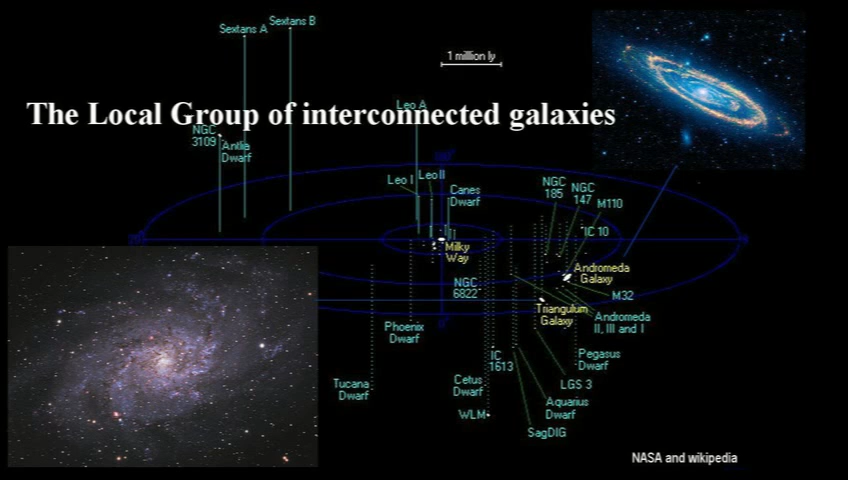 Sextans A
Sextans B
1 million ly
The Local Group of interconnected galaxies
Leo A
NGC
3109
Antlia
Dwarf
Leo I
Leo II
Canes
Dwarf
NGC
185
NGC
147
M110
IC 10
Milky
Way
Andromeda
Galaxy
NGC
6822
M32
Triangulum
Galaxy
Andromeda
II, III and I
Phoenix
Dwarf
IC
1613
Pegasus
Dwarf
Tucana
Dwarf
Cetus
Dwarf
LGS 3
WLM
Aquarius
Dwarf
SagDIG
NASA and wikipedia